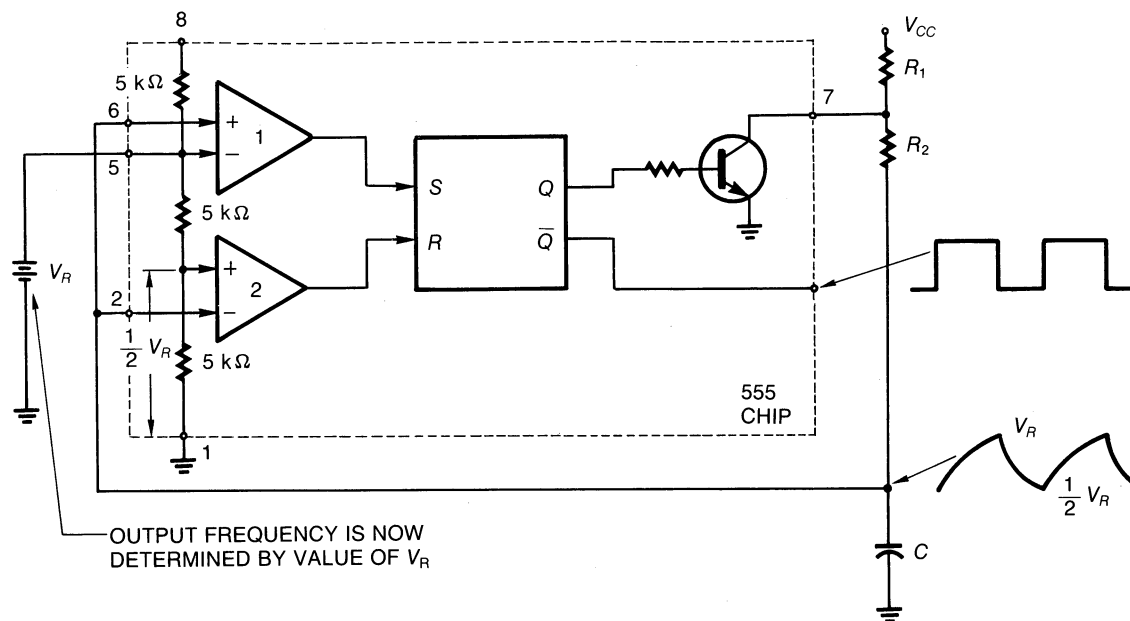 8
V_CC
5 kΩ
R_1
6
+
1
7
−
5
R_2
S
Q
5 kΩ
R
Q̅
V_R
+
2
2
−
1/2 V_R
5 kΩ
555
CHIP
1
V_R
1/2 V_R
OUTPUT FREQUENCY IS NOW
DETERMINED BY VALUE OF V_R
C